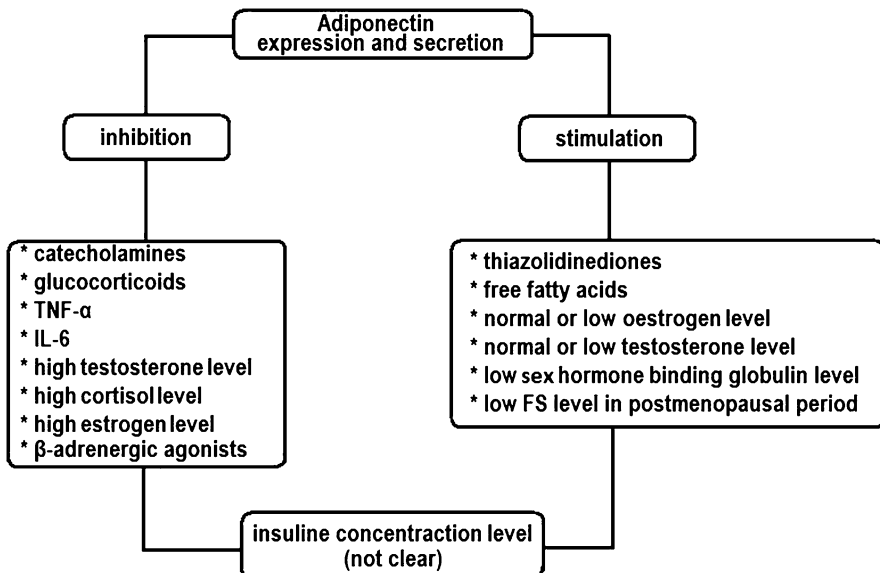 Adiponectin
expression and secretion
inhibition
stimulation
* catecholamines
* glucocorticoids
* TNF-α
* IL-6
* high testosterone level
* high cortisol level
* high estrogen level
* β-adrenergic agonists
* thiazolidinediones
* free fatty acids
* normal or low oestrogen level
* normal or low testosterone level
* low sex hormone binding globulin level
* low FS level in postmenopausal period
insuline concentraction level
(not clear)